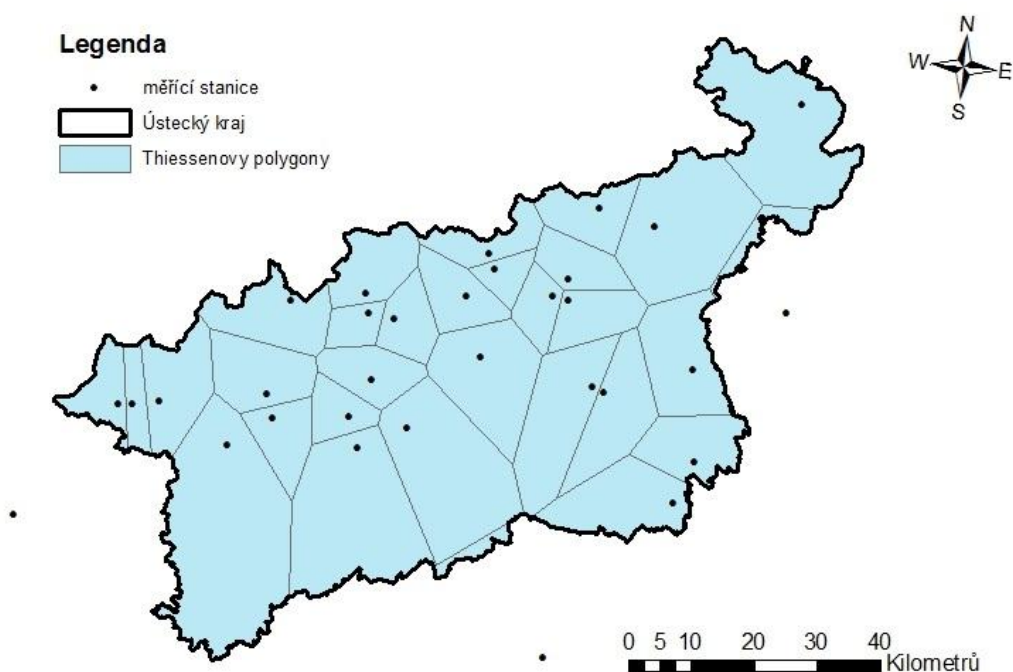 Legenda
měřící stanice
Ústecký kraj
Thiessenovy polygony
N
W E
S
0 5 10 20 30 40
Kilometrů